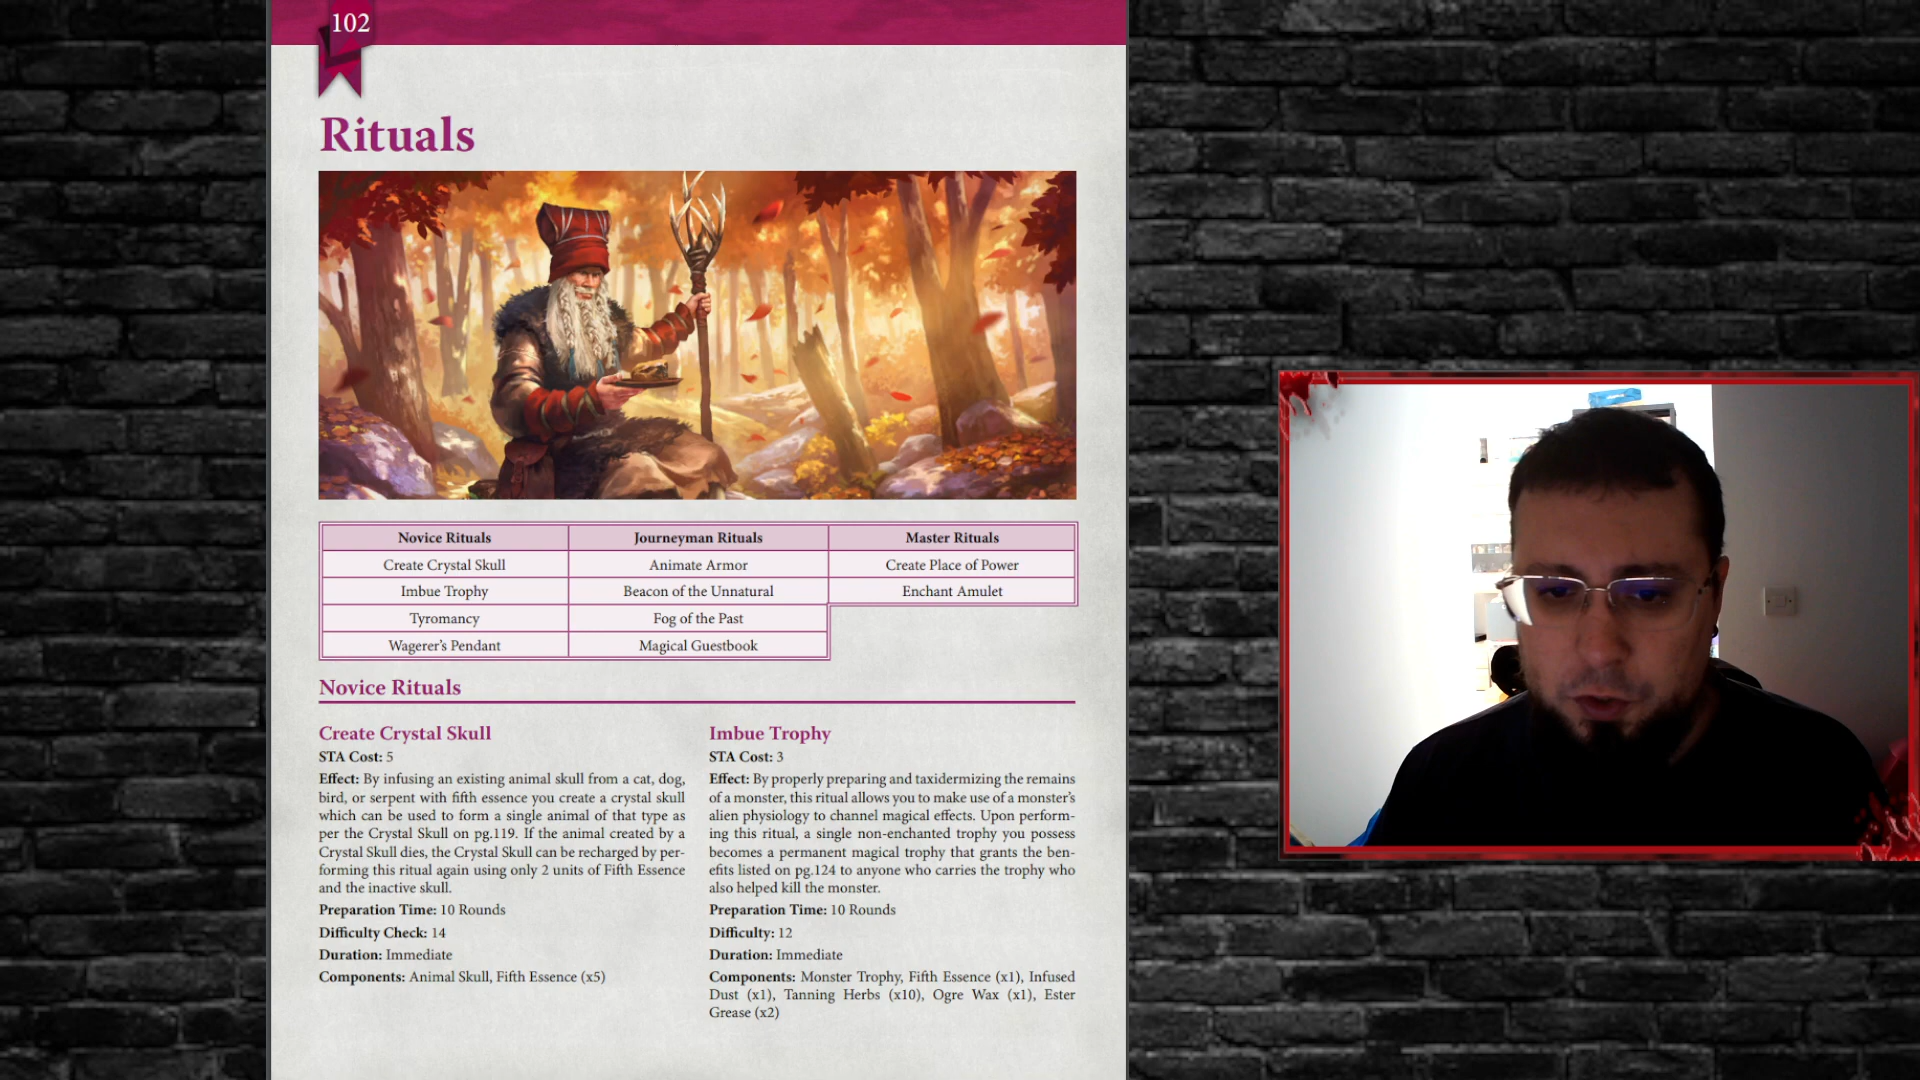 102
Rituals
Novice Rituals Journeyman Rituals Master Rituals
Create Crystal Skull Animate Armor Create Place of Power
Imbue Trophy Beacon of the Unnatural Enchant Amulet
Tyromancy Fog of the Past
Wagerer's Pendant Magical Guestbook
Novice Rituals
Create Crystal Skull
STA Cost: 5
Effect: By infusing an existing animal skull from a cat, dog,
bird, or serpent with fifth essence you create a crystal skull
which can be used to form a single animal of that type as
per the Crystal Skull on pg.119. If the animal created by a
Crystal Skull dies, the Crystal Skull can be recharged by per-
forming this ritual again using only 2 units of Fifth Essence
and the inactive skull.
Preparation Time: 10 Rounds
Difficulty Check: 14
Duration: Immediate
Components: Animal Skull, Fifth Essence (x5)
Imbue Trophy
STA Cost: 3
Effect: By properly preparing and taxidermizing the remains
of a monster, this ritual allows you to make use of a monster's
alien physiology to channel magical effects. Upon perform-
ing this ritual, a single non-enchanted trophy you possess
becomes a permanent magical trophy that grants the ben-
efits listed on pg.124 to anyone who carries the trophy who
also helped kill the monster.
Preparation Time: 10 Rounds
Difficulty: 12
Duration: Immediate
Components: Monster Trophy, Fifth Essence (x1), Infused
Dust (x1), Tanning Herbs (x10), Ogre Wax (x1), Ester
Grease (x2)